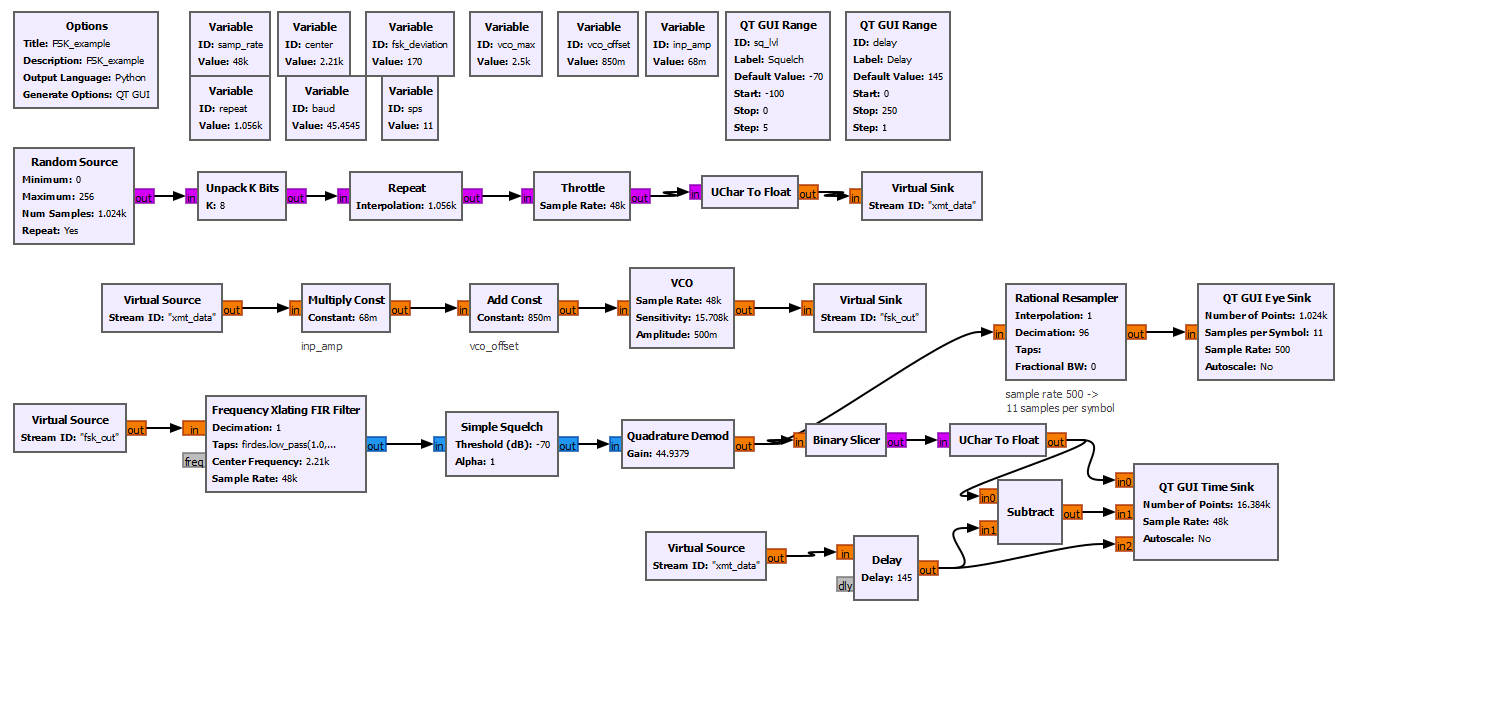 Options
Title: FSK_example
Description: FSK_example
Output Language: Python
Generate Options: QT GUI
Variable
ID: samp_rate
Value: 48k
Variable
ID: center
Value: 2.21k
Variable
ID: fsk_deviation
Value: 170
Variable
ID: vco_max
Value: 2.5k
Variable
ID: vco_offset
Value: 850m
Variable
ID: inp_amp
Value: 68m
QT GUI Range
ID: sq_lvl
Label: Squelch
Default Value: -70
Start: -100
Stop: 0
Step: 5
QT GUI Range
ID: delay
Label: Delay
Default Value: 145
Start: 0
Stop: 250
Step: 1
Variable
ID: repeat
Value: 1.056k
Variable
ID: baud
Value: 45.4545
Variable
ID: sps
Value: 11
Random Source
Minimum: 0
Maximum: 256
Num Samples: 1.024k
Repeat: Yes
out
in
Unpack K Bits
K: 8
out
in
Repeat
Interpolation: 1.056k
out
in
Throttle
Sample Rate: 48k
out
in
UChar To Float
out
in
Virtual Sink
Stream ID: "xmt_data"
Virtual Source
Stream ID: "xmt_data"
out
in
Multiply Const
Constant: 68m
out
inp_amp
in
Add Const
Constant: 850m
out
vco_offset
in
VCO
Sample Rate: 48k
Sensitivity: 15.708k
Amplitude: 500m
out
in
Virtual Sink
Stream ID: "fsk_out"
in
Rational Resampler
Interpolation: 1
Decimation: 96
Taps:
Fractional BW: 0
out
sample rate 500 ->
11 samples per symbol
in
QT GUI Eye Sink
Number of Points: 1.024k
Samples per Symbol: 11
Sample Rate: 500
Autoscale: No
Virtual Source
Stream ID: "fsk_out"
out
in
freq
Frequency Xlating FIR Filter
Decimation: 1
Taps: firdes.low_pass(1.0,...
Center Frequency: 2.21k
Sample Rate: 48k
out
in
Simple Squelch
Threshold (dB): -70
Alpha: 1
out
in
Quadrature Demod
Gain: 44.9379
out
in
Binary Slicer
out
in
UChar To Float
out
in0
in1
Subtract
out
in0
in1
in2
QT GUI Time Sink
Number of Points: 16.384k
Sample Rate: 48k
Autoscale: No
Virtual Source
Stream ID: "xmt_data"
out
in
dly
Delay
Delay: 145
out